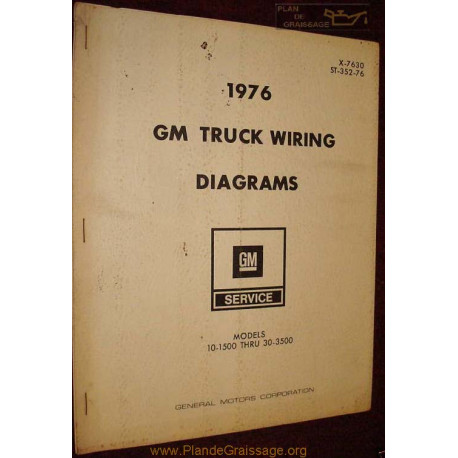 PLAN
DE
GRAISSAGE
X-7630
ST-352-76
1976
GM TRUCK WIRING
DIAGRAMS
GM
SERVICE
MODELS
10-1500 THRU 30-3500
GENERAL MOTORS CORPORATION
www.PlandeGraissage.org